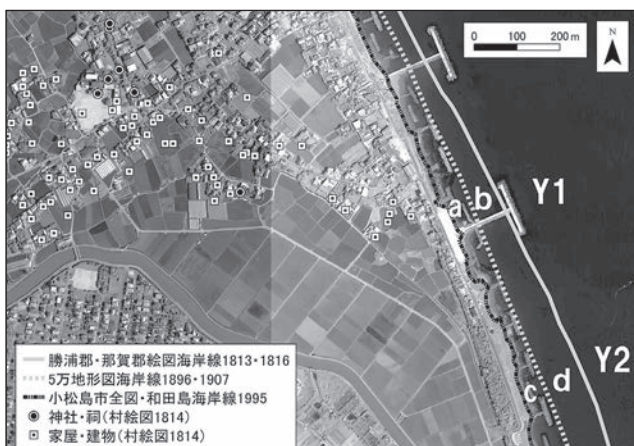 0 100 200 m
N
a b Y1
c d Y2
勝浦郡・那賀郡絵図海岸線1813・1816
5万地形図海岸線1896・1907
小松島市全図・和田島海岸線1995
神社・祠(村絵図1814)
家屋・建物(村絵図1814)